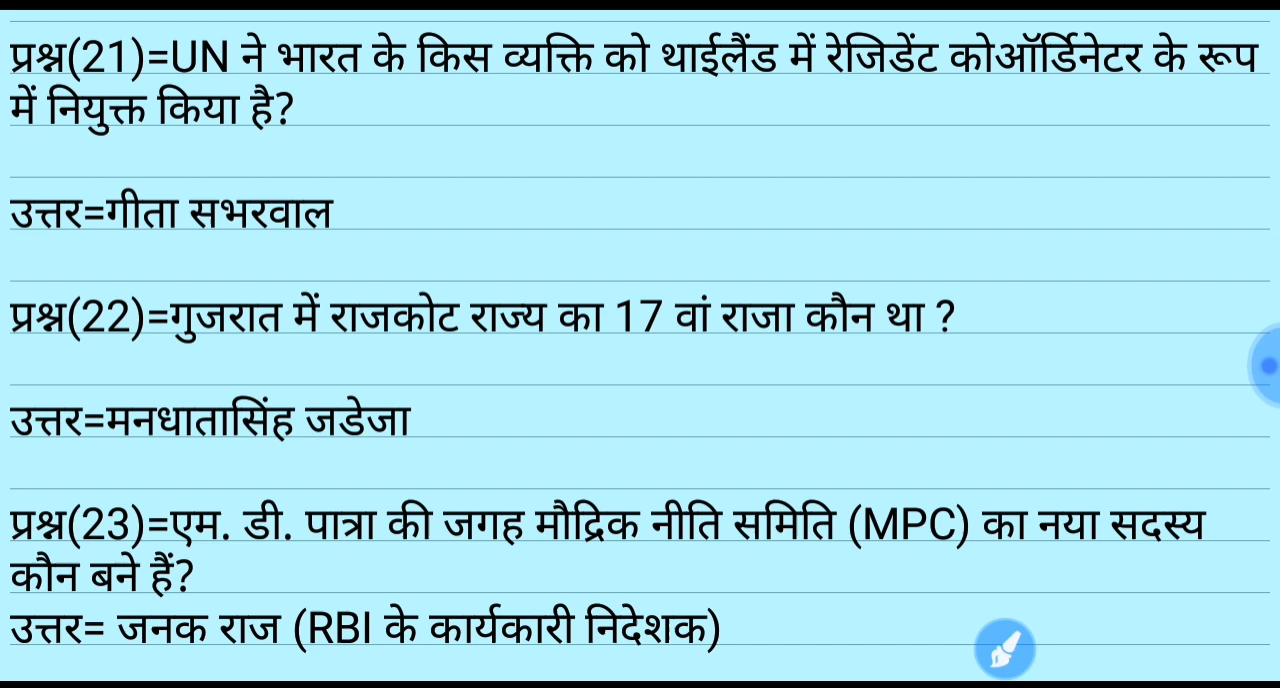 प्रश्न(21)=UN ने भारत के किस व्यक्ति को थाईलैंड में रेजिडेंट कोऑर्डिनेटर के रूप
में नियुक्त किया है?
उत्तर=गीता सभरवाल
प्रश्न(22)=गुजरात में राजकोट राज्य का 17 वां राजा कौन था ?
उत्तर=मनधातासिंह जडेजा
प्रश्न(23)=एम. डी. पात्रा की जगह मौद्रिक नीति समिति (MPC) का नया सदस्य
कौन बने हैं?
उत्तर= जनक राज (RBI के कार्यकारी निदेशक)